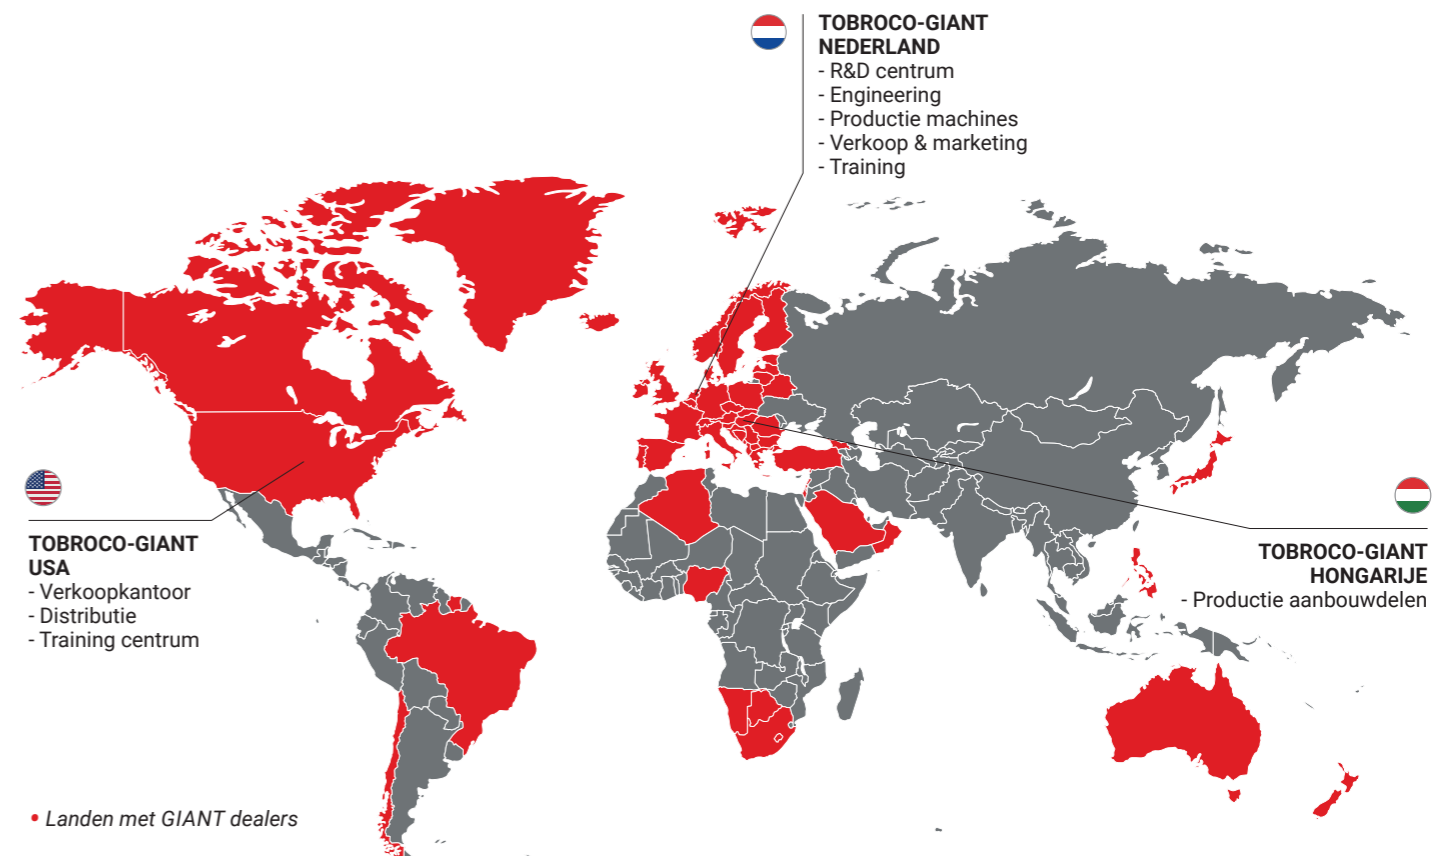 TOBROCO-GIANT
NEDERLAND
- R&D centrum
- Engineering
- Productie machines
- Verkoop & marketing
- Training
TOBROCO-GIANT
USA
- Verkoopkantoor
- Distributie
- Training centrum
TOBROCO-GIANT
HONGARIJE
- Productie aanbouwdelen
• Landen met GIANT dealers